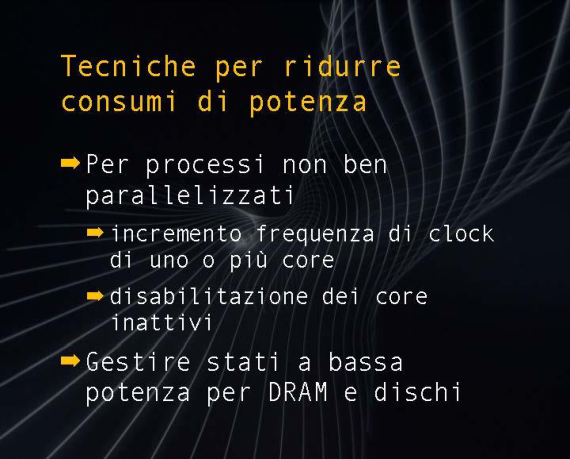 Tecniche per ridurre
consumi di potenza
Per processi non ben
parallelizzati
incremento frequenza di clock
di uno o più core
disabilitazione dei core
inattivi
Gestire stati a bassa
potenza per DRAM e dischi